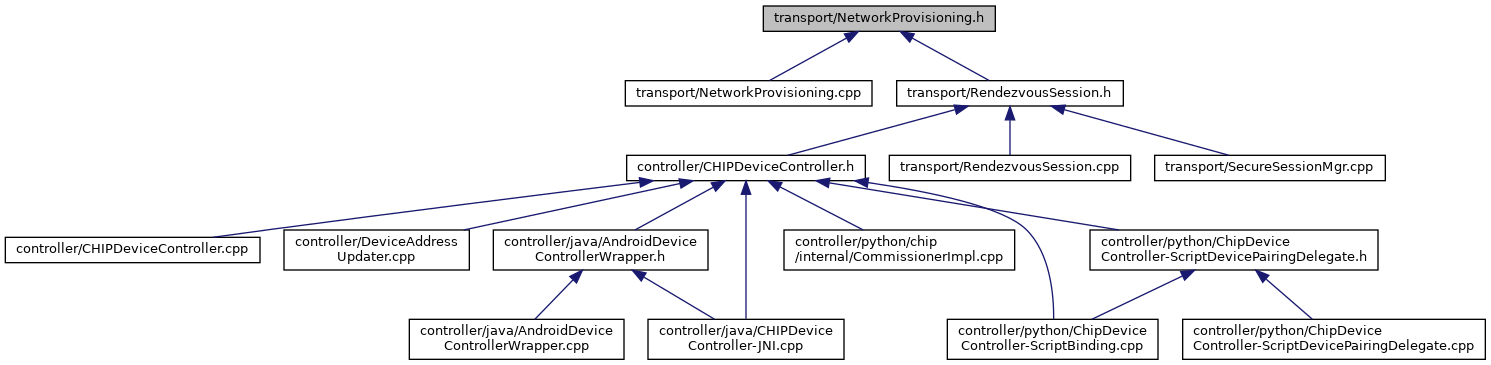 transport/NetworkProvisioning.h
transport/NetworkProvisioning.cpp
transport/RendezvousSession.h
controller/CHIPDeviceController.h
transport/RendezvousSession.cpp
transport/SecureSessionMgr.cpp
controller/CHIPDeviceController.cpp
controller/DeviceAddress
Updater.cpp
controller/java/AndroidDevice
ControllerWrapper.h
controller/python/chip
/internal/CommissionerImpl.cpp
controller/python/ChipDevice
Controller-ScriptDevicePairingDelegate.h
controller/java/AndroidDevice
ControllerWrapper.cpp
controller/java/CHIPDevice
Controller-JNI.cpp
controller/python/ChipDevice
Controller-ScriptBinding.cpp
controller/python/ChipDevice
Controller-ScriptDevicePairingDelegate.cpp